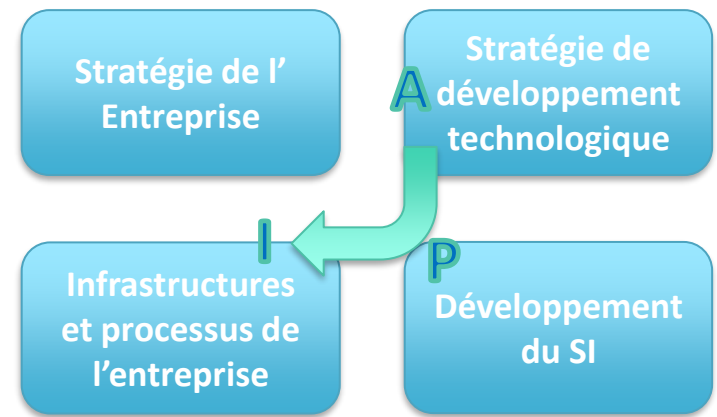 Stratégie de l’
Entreprise
Stratégie de
développement
technologique
A
I
P
Infrastructures
et processus de
l’entreprise
Développement
du SI